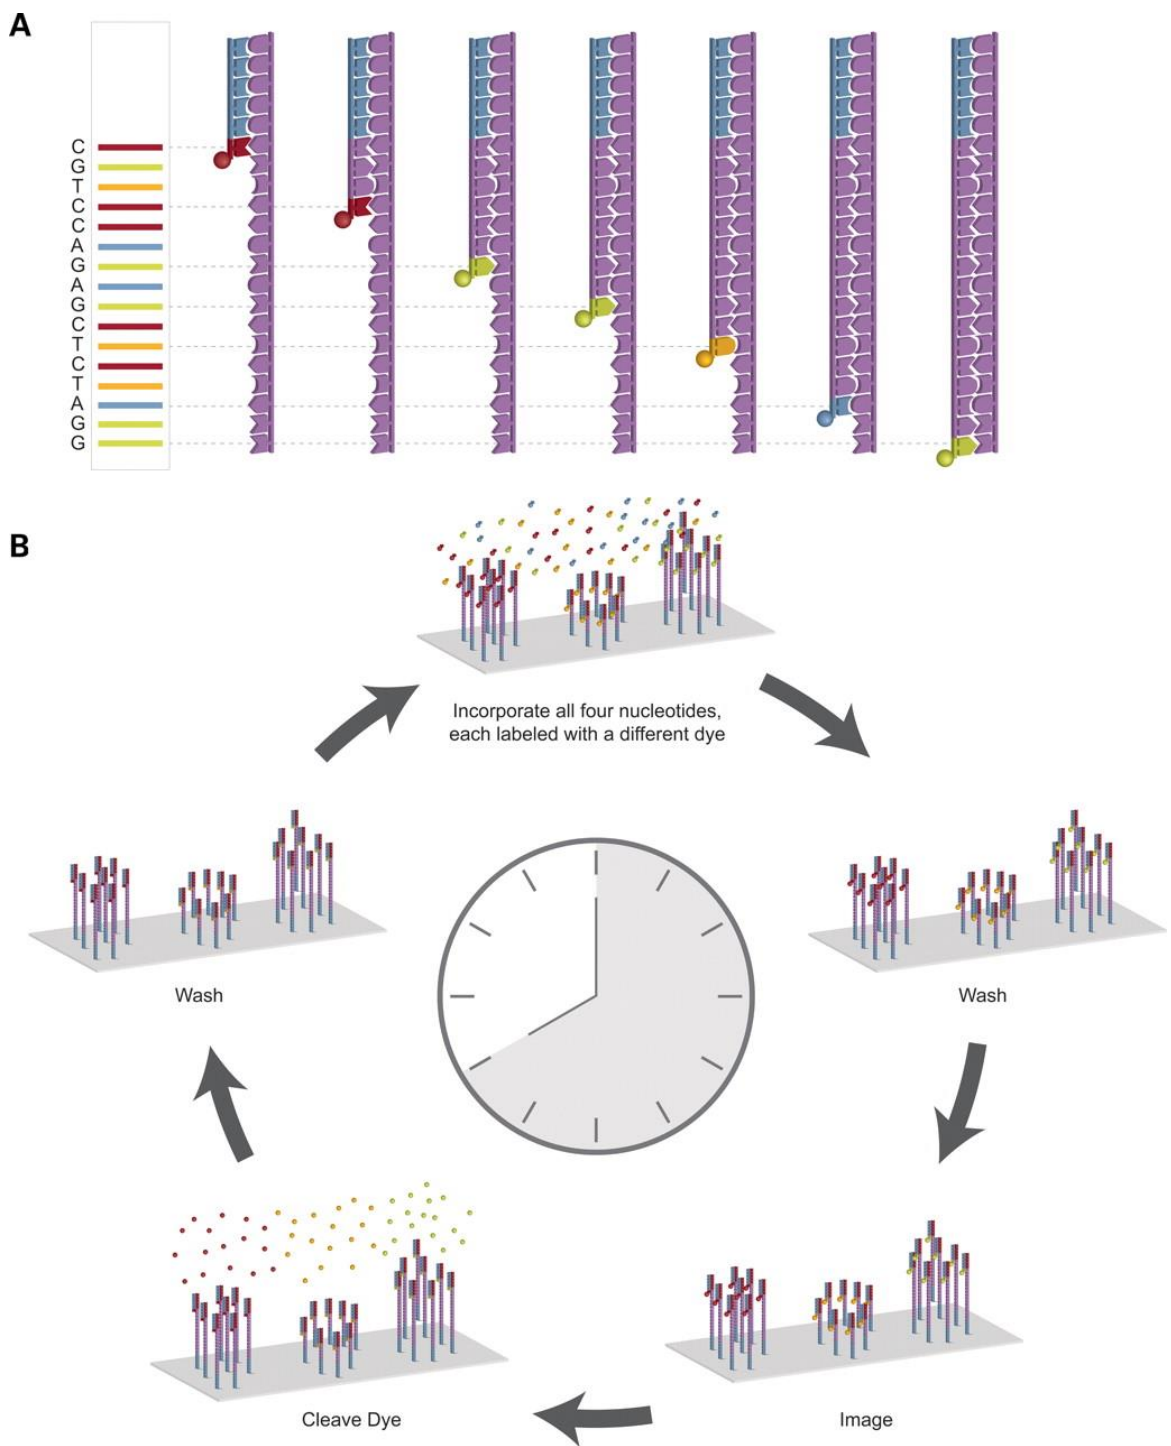 A
C
G
T
C
C
A
G
A
G
C
T
C
T
A
G
G
B
Incorporate all four nucleotides,
each labeled with a different dye
Wash
Wash
Cleave Dye
Image